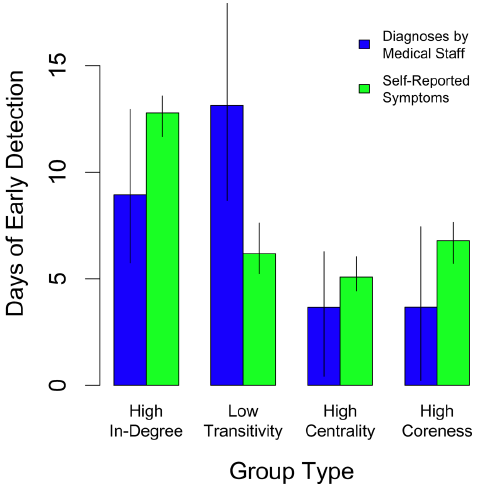 Days of Early Detection
15
10
5
0
Diagnoses by
Medical Staff
Self-Reported
Symptoms
High
In-Degree
Low
Transitivity
High
Centrality
High
Coreness
Group Type